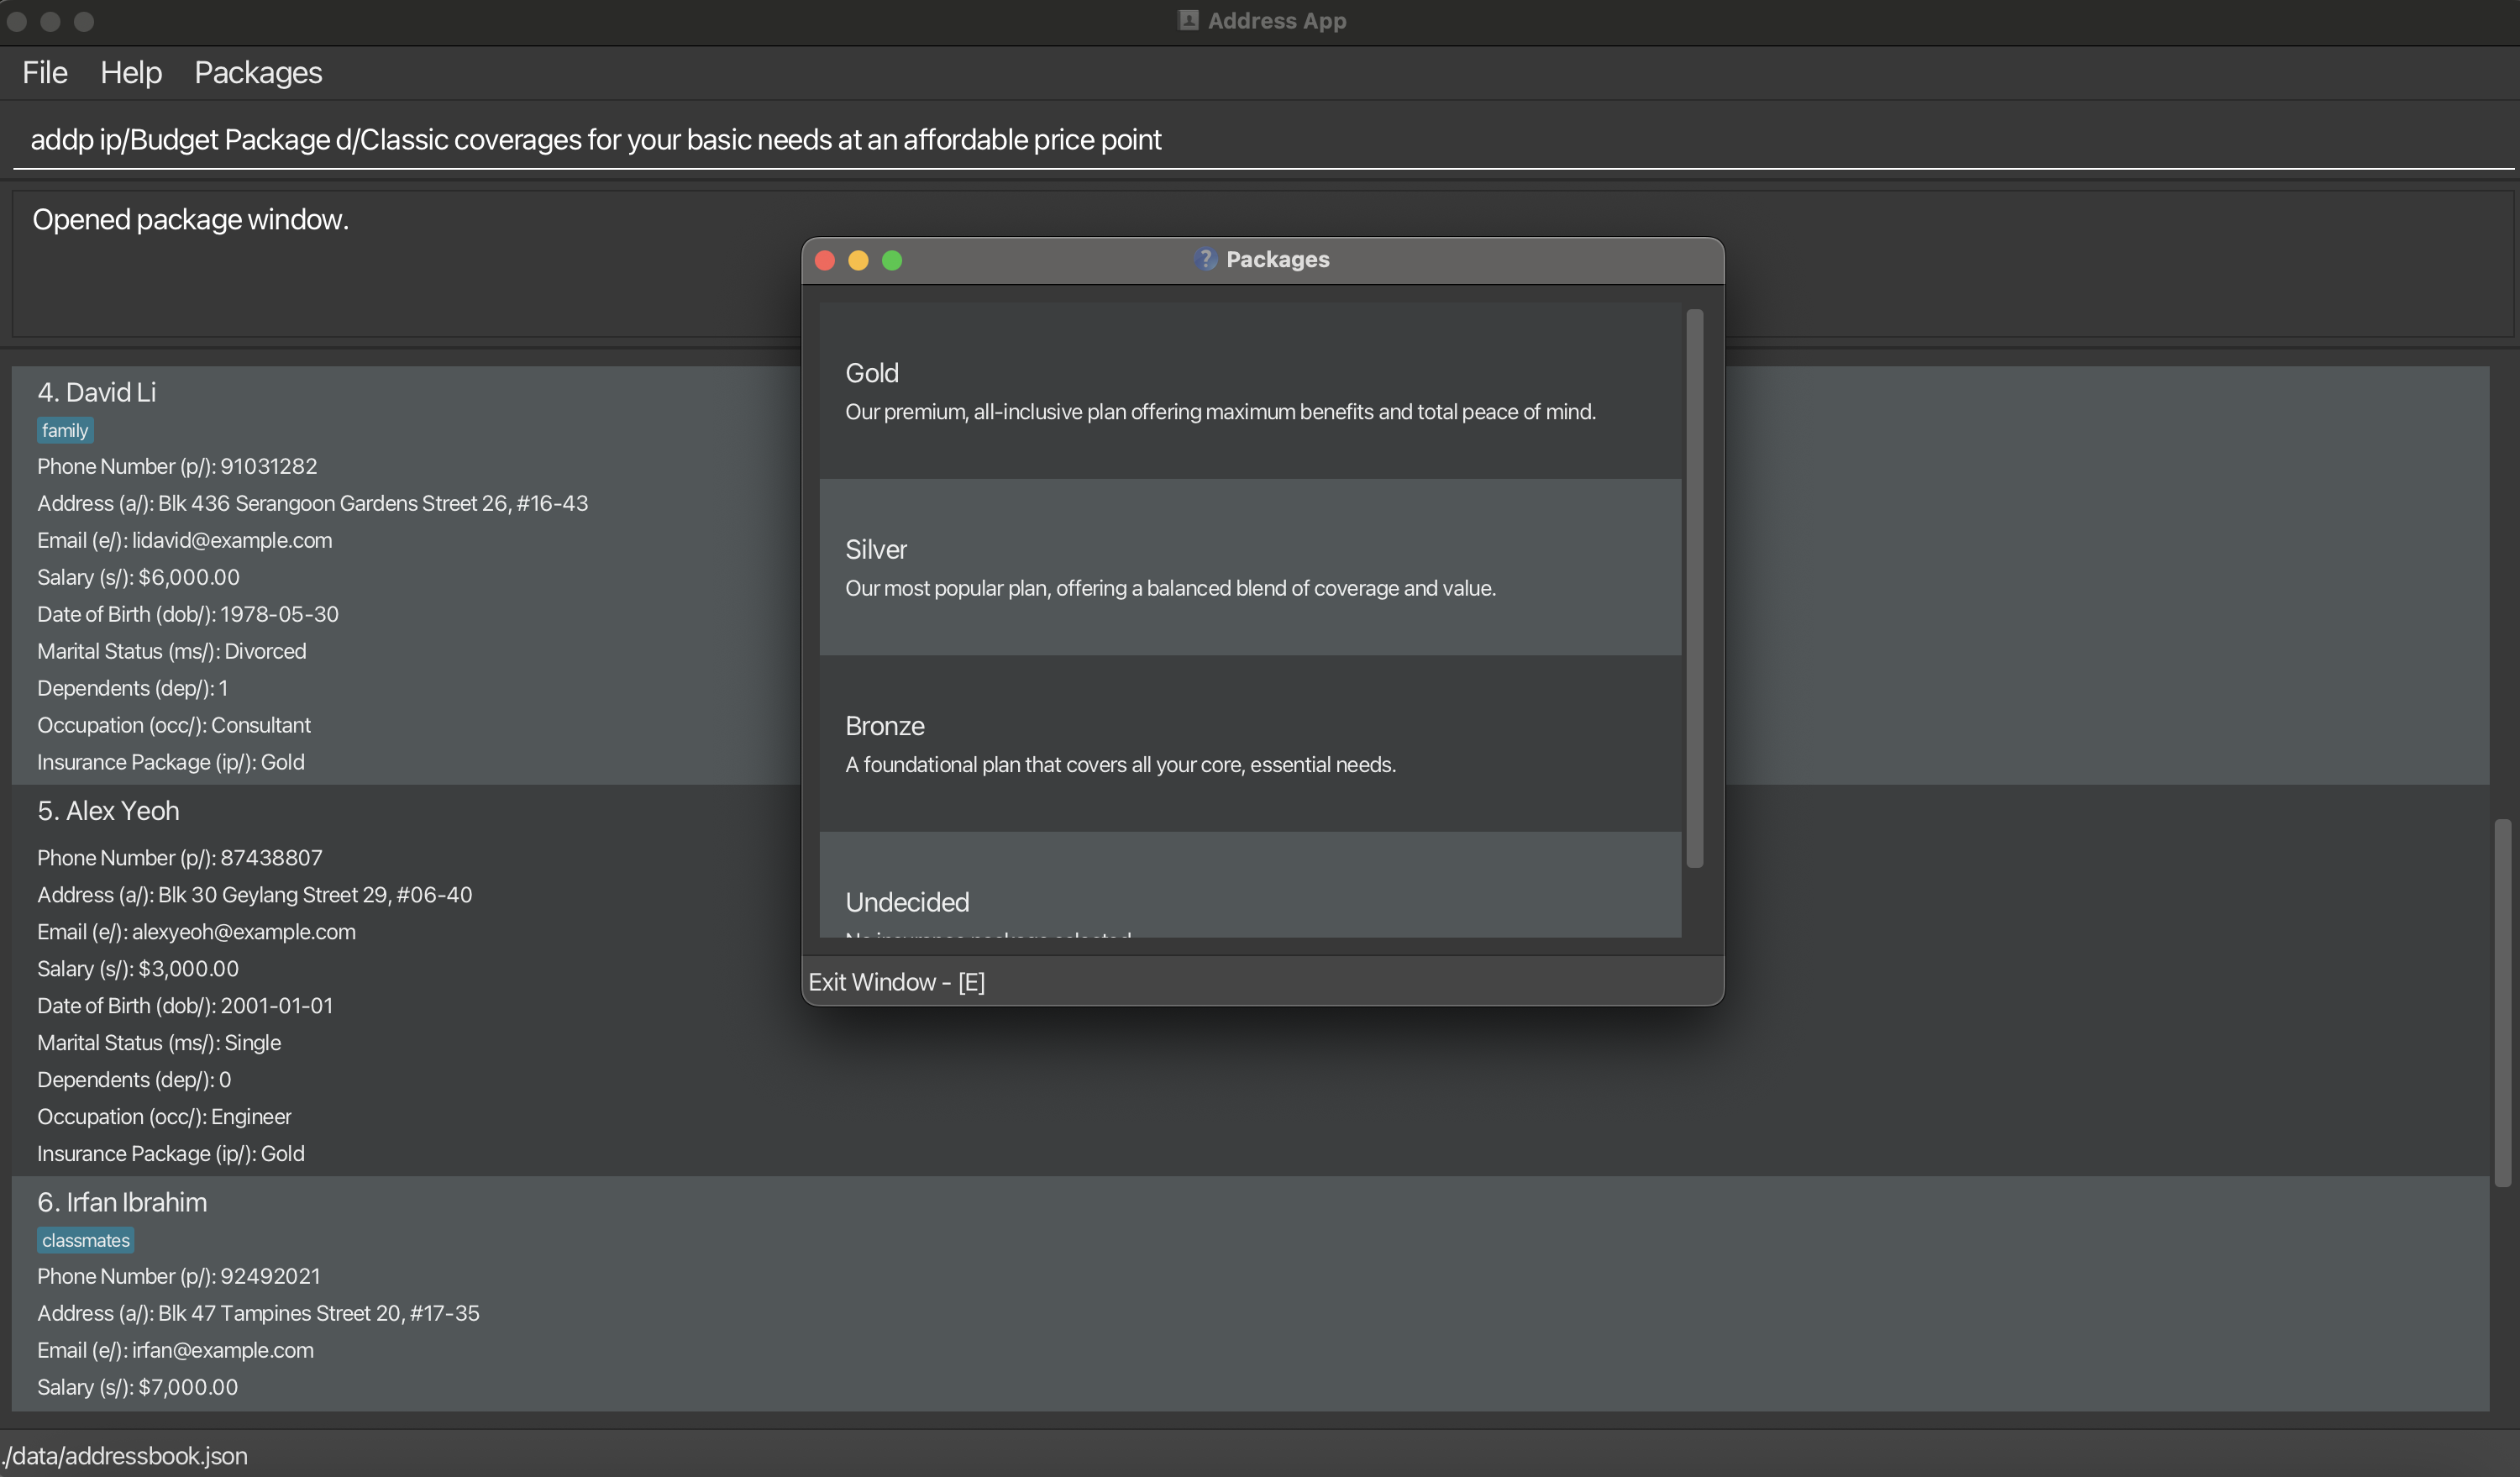 Address App
File Help Packages
addp ip/Budget Package d/Classic coverages for your basic needs at an affordable price point
Opened package window.
4. David Li
family
Phone Number (p/): 91031282
Address (a/): Blk 436 Serangoon Gardens Street 26, #16-43
Email (e/): lidavid@example.com
Salary (s/): $6,000.00
Date of Birth (dob/): 1978-05-30
Marital Status (ms/): Divorced
Dependents (dep/): 1
Occupation (occ/): Consultant
Insurance Package (ip/): Gold
5. Alex Yeoh
Phone Number (p/): 87438807
Address (a/): Blk 30 Geylang Street 29, #06-40
Email (e/): alexyeoh@example.com
Salary (s/): $3,000.00
Date of Birth (dob/): 2001-01-01
Marital Status (ms/): Single
Dependents (dep/): 0
Occupation (occ/): Engineer
Insurance Package (ip/): Gold
6. Irfan Ibrahim
classmates
Phone Number (p/): 92492021
Address (a/): Blk 47 Tampines Street 20, #17-35
Email (e/): irfan@example.com
Salary (s/): $7,000.00
Packages
Gold
Our premium, all-inclusive plan offering maximum benefits and total peace of mind.
Silver
Our most popular plan, offering a balanced blend of coverage and value.
Bronze
A foundational plan that covers all your core, essential needs.
Undecided
No insurance package selected
Exit Window - [E]
./data/addressbook.json